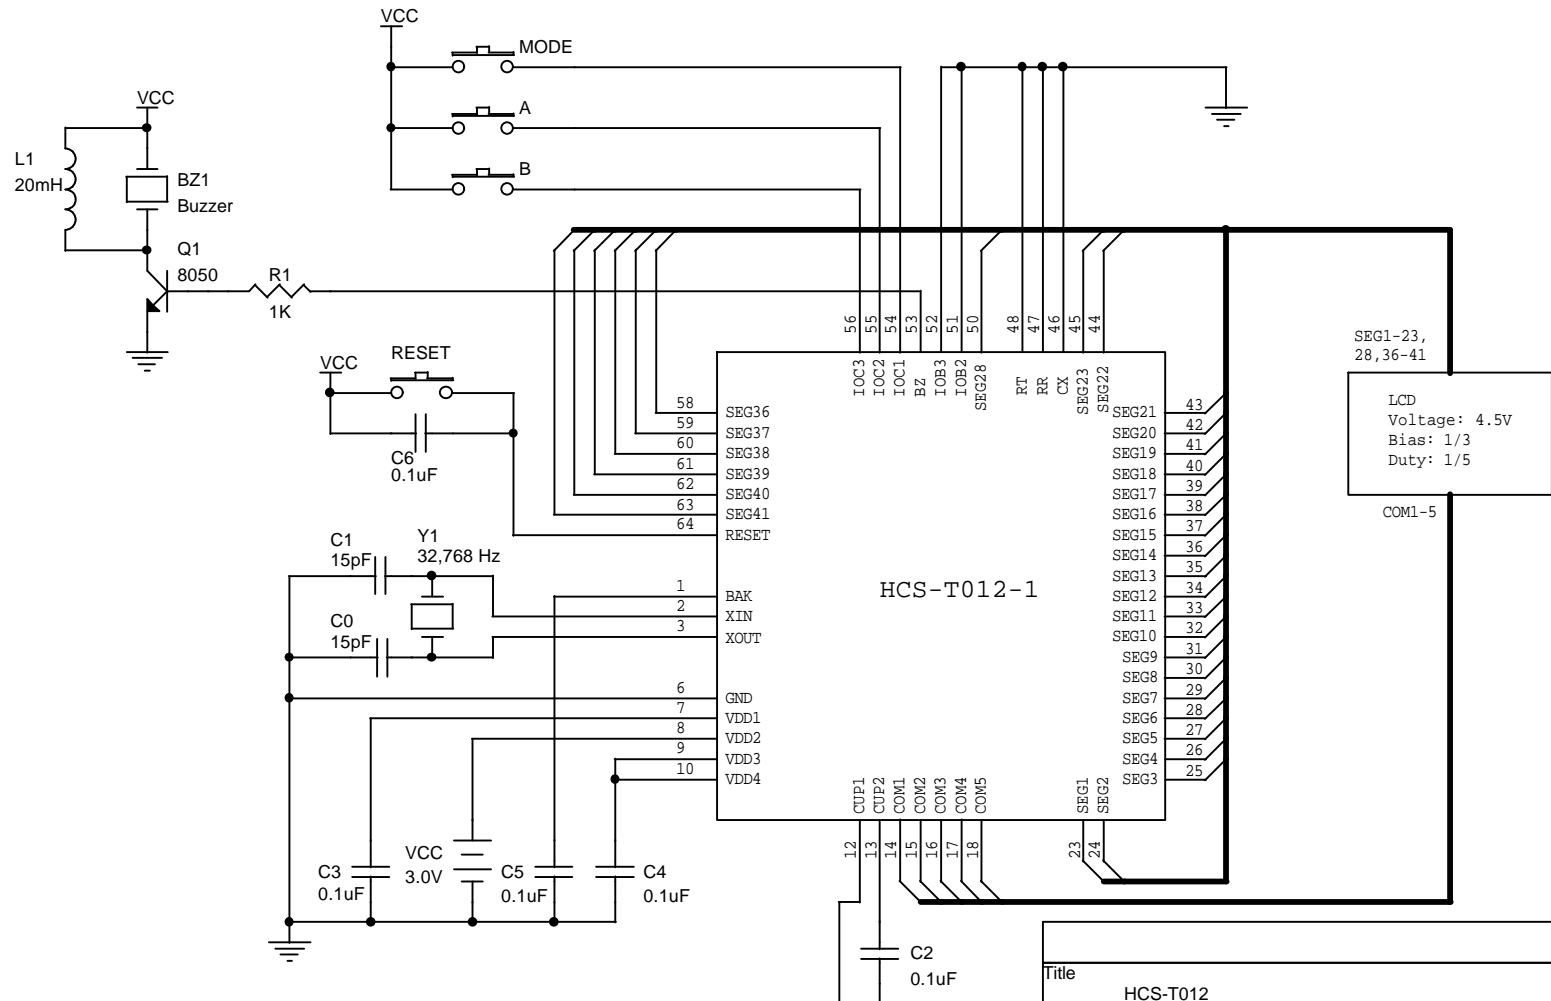 VCC
MODE
A
B
VCC
L1
20mH
BZ1
Buzzer
Q1
8050
R1
1K
VCC
RESET
C6
0.1uF
C1
15pF
Y1
32,768 Hz
C0
15pF
56 55 54 53 52 51 50 48 47 46 45 44
IOC3 IOC2 IOC1 BZ IOB3 IOB2 SEG28 RT RR CX SEG23 SEG22
58 SEG36
59 SEG37
60 SEG38
61 SEG39
62 SEG40
63 SEG41
64 RESET
1 BAK
2 XIN
3 XOUT
6 GND
7 VDD1
8 VDD2
9 VDD3
10 VDD4
HCS-T012-1
SEG21 43
SEG20 42
SEG19 41
SEG18 40
SEG17 39
SEG16 38
SEG15 37
SEG14 36
SEG13 35
SEG12 34
SEG11 33
SEG10 32
SEG9 31
SEG8 30
SEG7 29
SEG6 28
SEG5 27
SEG4 26
SEG3 25
CUP1 CUP2 COM1 COM2 COM3 COM4 COM5 SEG1 SEG2
12 13 14 15 16 17 18 23 24
SEG1-23,
28,36-41
LCD
Voltage: 4.5V
Bias: 1/3
Duty: 1/5
COM1-5
C3
0.1uF
VCC
3.0V
C5
0.1uF
C4
0.1uF
C2
0.1uF
Title
HCS-T012